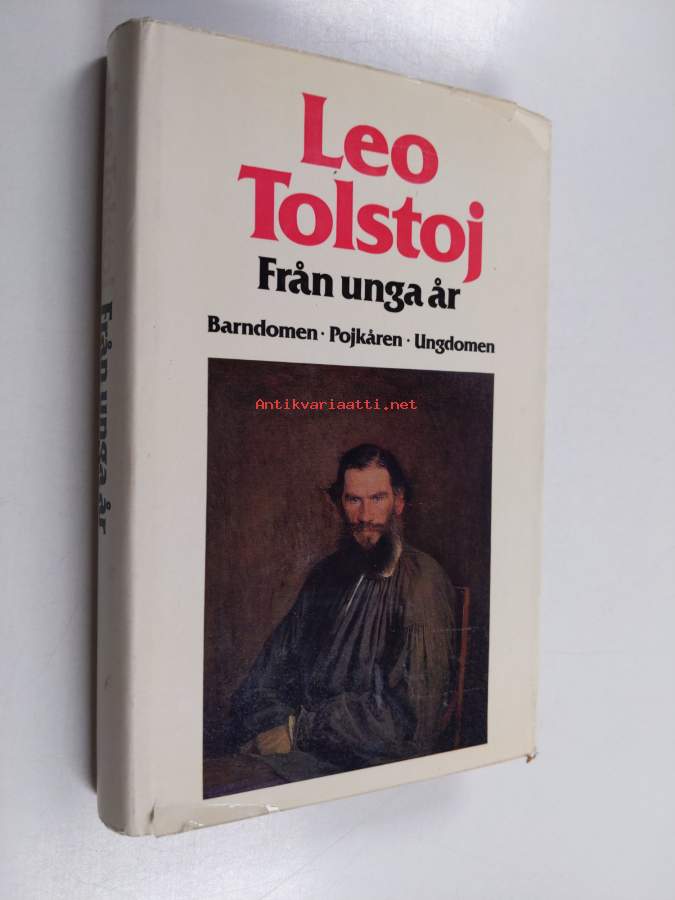 Leo
Tolstoj
Från unga år
Barndomen · Pojkåren · Ungdomen
Antikvariaatti.net
Från unga år